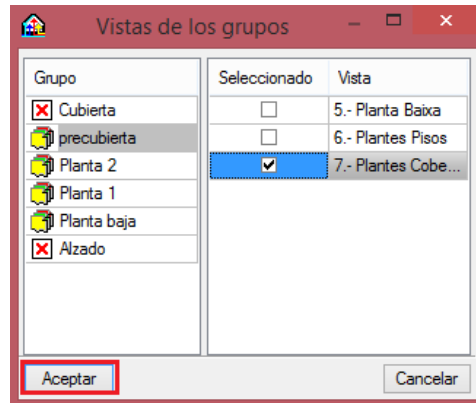 Vistas de los grupos
Grupo
Seleccionado Vista
Cubierta
5.- Planta Baixa
precubierta
6.- Plantes Pisos
Planta 2
7.- Plantes Cobe...
Planta 1
Planta baja
Alzado
Aceptar
Cancelar